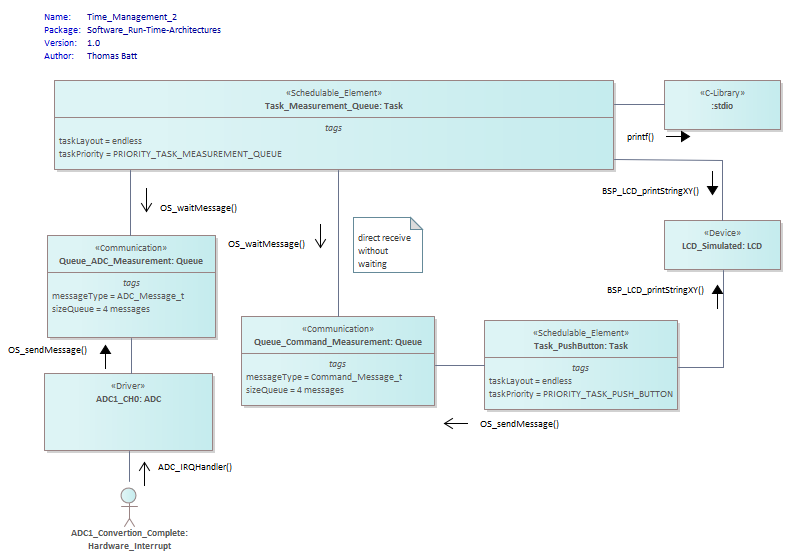 Name: Time_Management_2
Package: Software_Run-Time-Architectures
Version: 1.0
Author: Thomas Batt
«Schedulable_Element»
Task_Measurement_Queue: Task
tags
taskLayout = endless
taskPriority = PRIORITY_TASK_MEASUREMENT_QUEUE
«C-Library»
:stdio
printf()
BSP_LCD_printStringXY()
OS_waitMessage()
OS_waitMessage()
direct receive
without
waiting
«Device»
LCD_Simulated: LCD
«Communication»
Queue_ADC_Measurement: Queue
tags
messageType = ADC_Message_t
sizeQueue = 4 messages
BSP_LCD_printStringXY()
«Communication»
Queue_Command_Measurement: Queue
tags
messageType = Command_Message_t
sizeQueue = 4 messages
«Schedulable_Element»
Task_PushButton: Task
tags
taskLayout = endless
taskPriority = PRIORITY_TASK_PUSH_BUTTON
OS_sendMessage()
«Driver»
ADC1_CH0: ADC
OS_sendMessage()
ADC_IRQHandler()
ADC1_Convertion_Complete:
Hardware_Interrupt